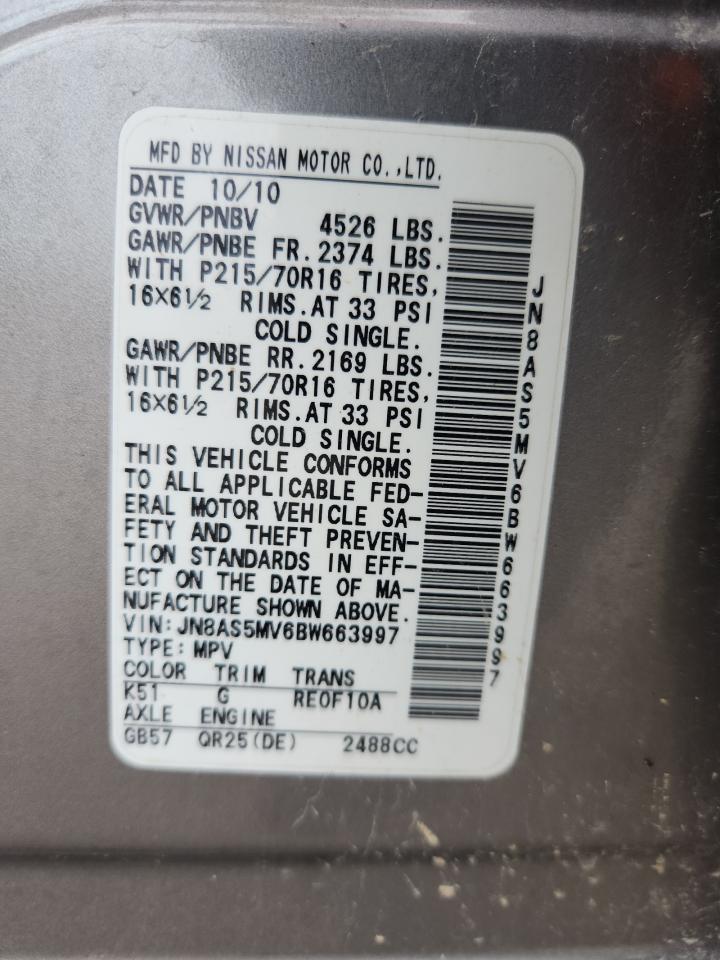 MFD BY NISSAN MOTOR CO.,LTD.
DATE 10/10
GVWR/PNBV 4526 LBS.
GAWR/PNBE FR. 2374 LBS.
WITH P215/70R16 TIRES,
16×6½ RIMS.AT 33 PSI
COLD SINGLE.
GAWR/PNBE RR. 2169 LBS.
WITH P215/70R16 TIRES,
16×6½ RIMS.AT 33 PSI
COLD SINGLE.
THIS VEHICLE CONFORMS
TO ALL APPLICABLE FED-
ERAL MOTOR VEHICLE SA-
FETY AND THEFT PREVEN-
TION STANDARDS IN EFF-
ECT ON THE DATE OF MA-
NUFACTURE SHOWN ABOVE.
VIN:JN8AS5MV6BW663997
TYPE:MPV
COLOR TRIM TRANS
K51 G RE0F10A
AXLE ENGINE
GB57 QR25(DE) 2488CC
JN8AS5MV6BW663997